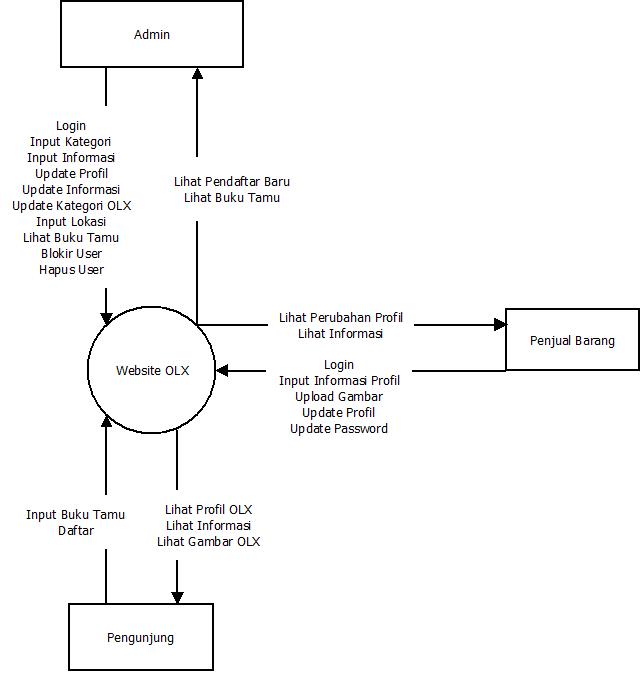 Admin
Login
Input Kategori
Input Informasi
Update Profil
Update Informasi
Update Kategori OLX
Input Lokasi
Lihat Buku Tamu
Blokir User
Hapus User
Lihat Pendaftar Baru
Lihat Buku Tamu
Lihat Perubahan Profil
Lihat Informasi
Penjual Barang
Website OLX
Login
Input Informasi Profil
Upload Gambar
Update Profil
Update Password
Input Buku Tamu
Daftar
Lihat Profil OLX
Lihat Informasi
Lihat Gambar OLX
Pengunjung